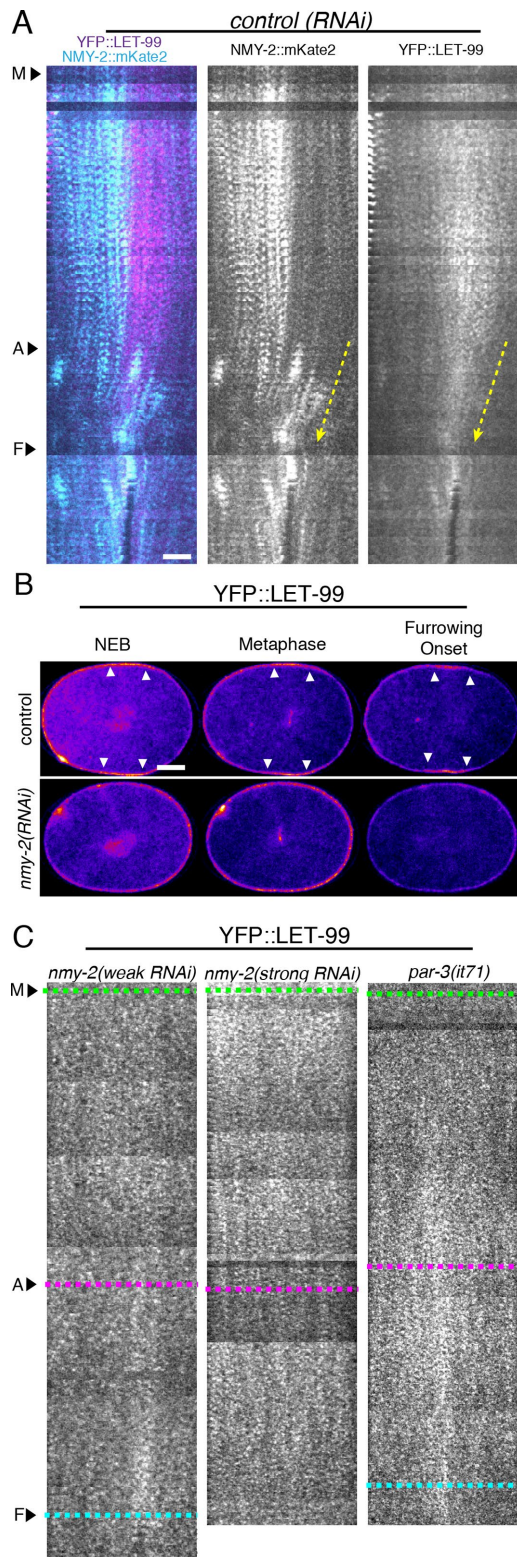 A
control (RNAi)
YFP::LET-99
NMY-2::mKate2
NMY-2::mKate2
YFP::LET-99
M
A
F
B
YFP::LET-99
NEB
Metaphase
Furrowing
Onset
control
nmy-2(RNAi)
C
YFP::LET-99
nmy-2(weak RNAi)
nmy-2(strong RNAi)
par-3(it71)
M
A
F